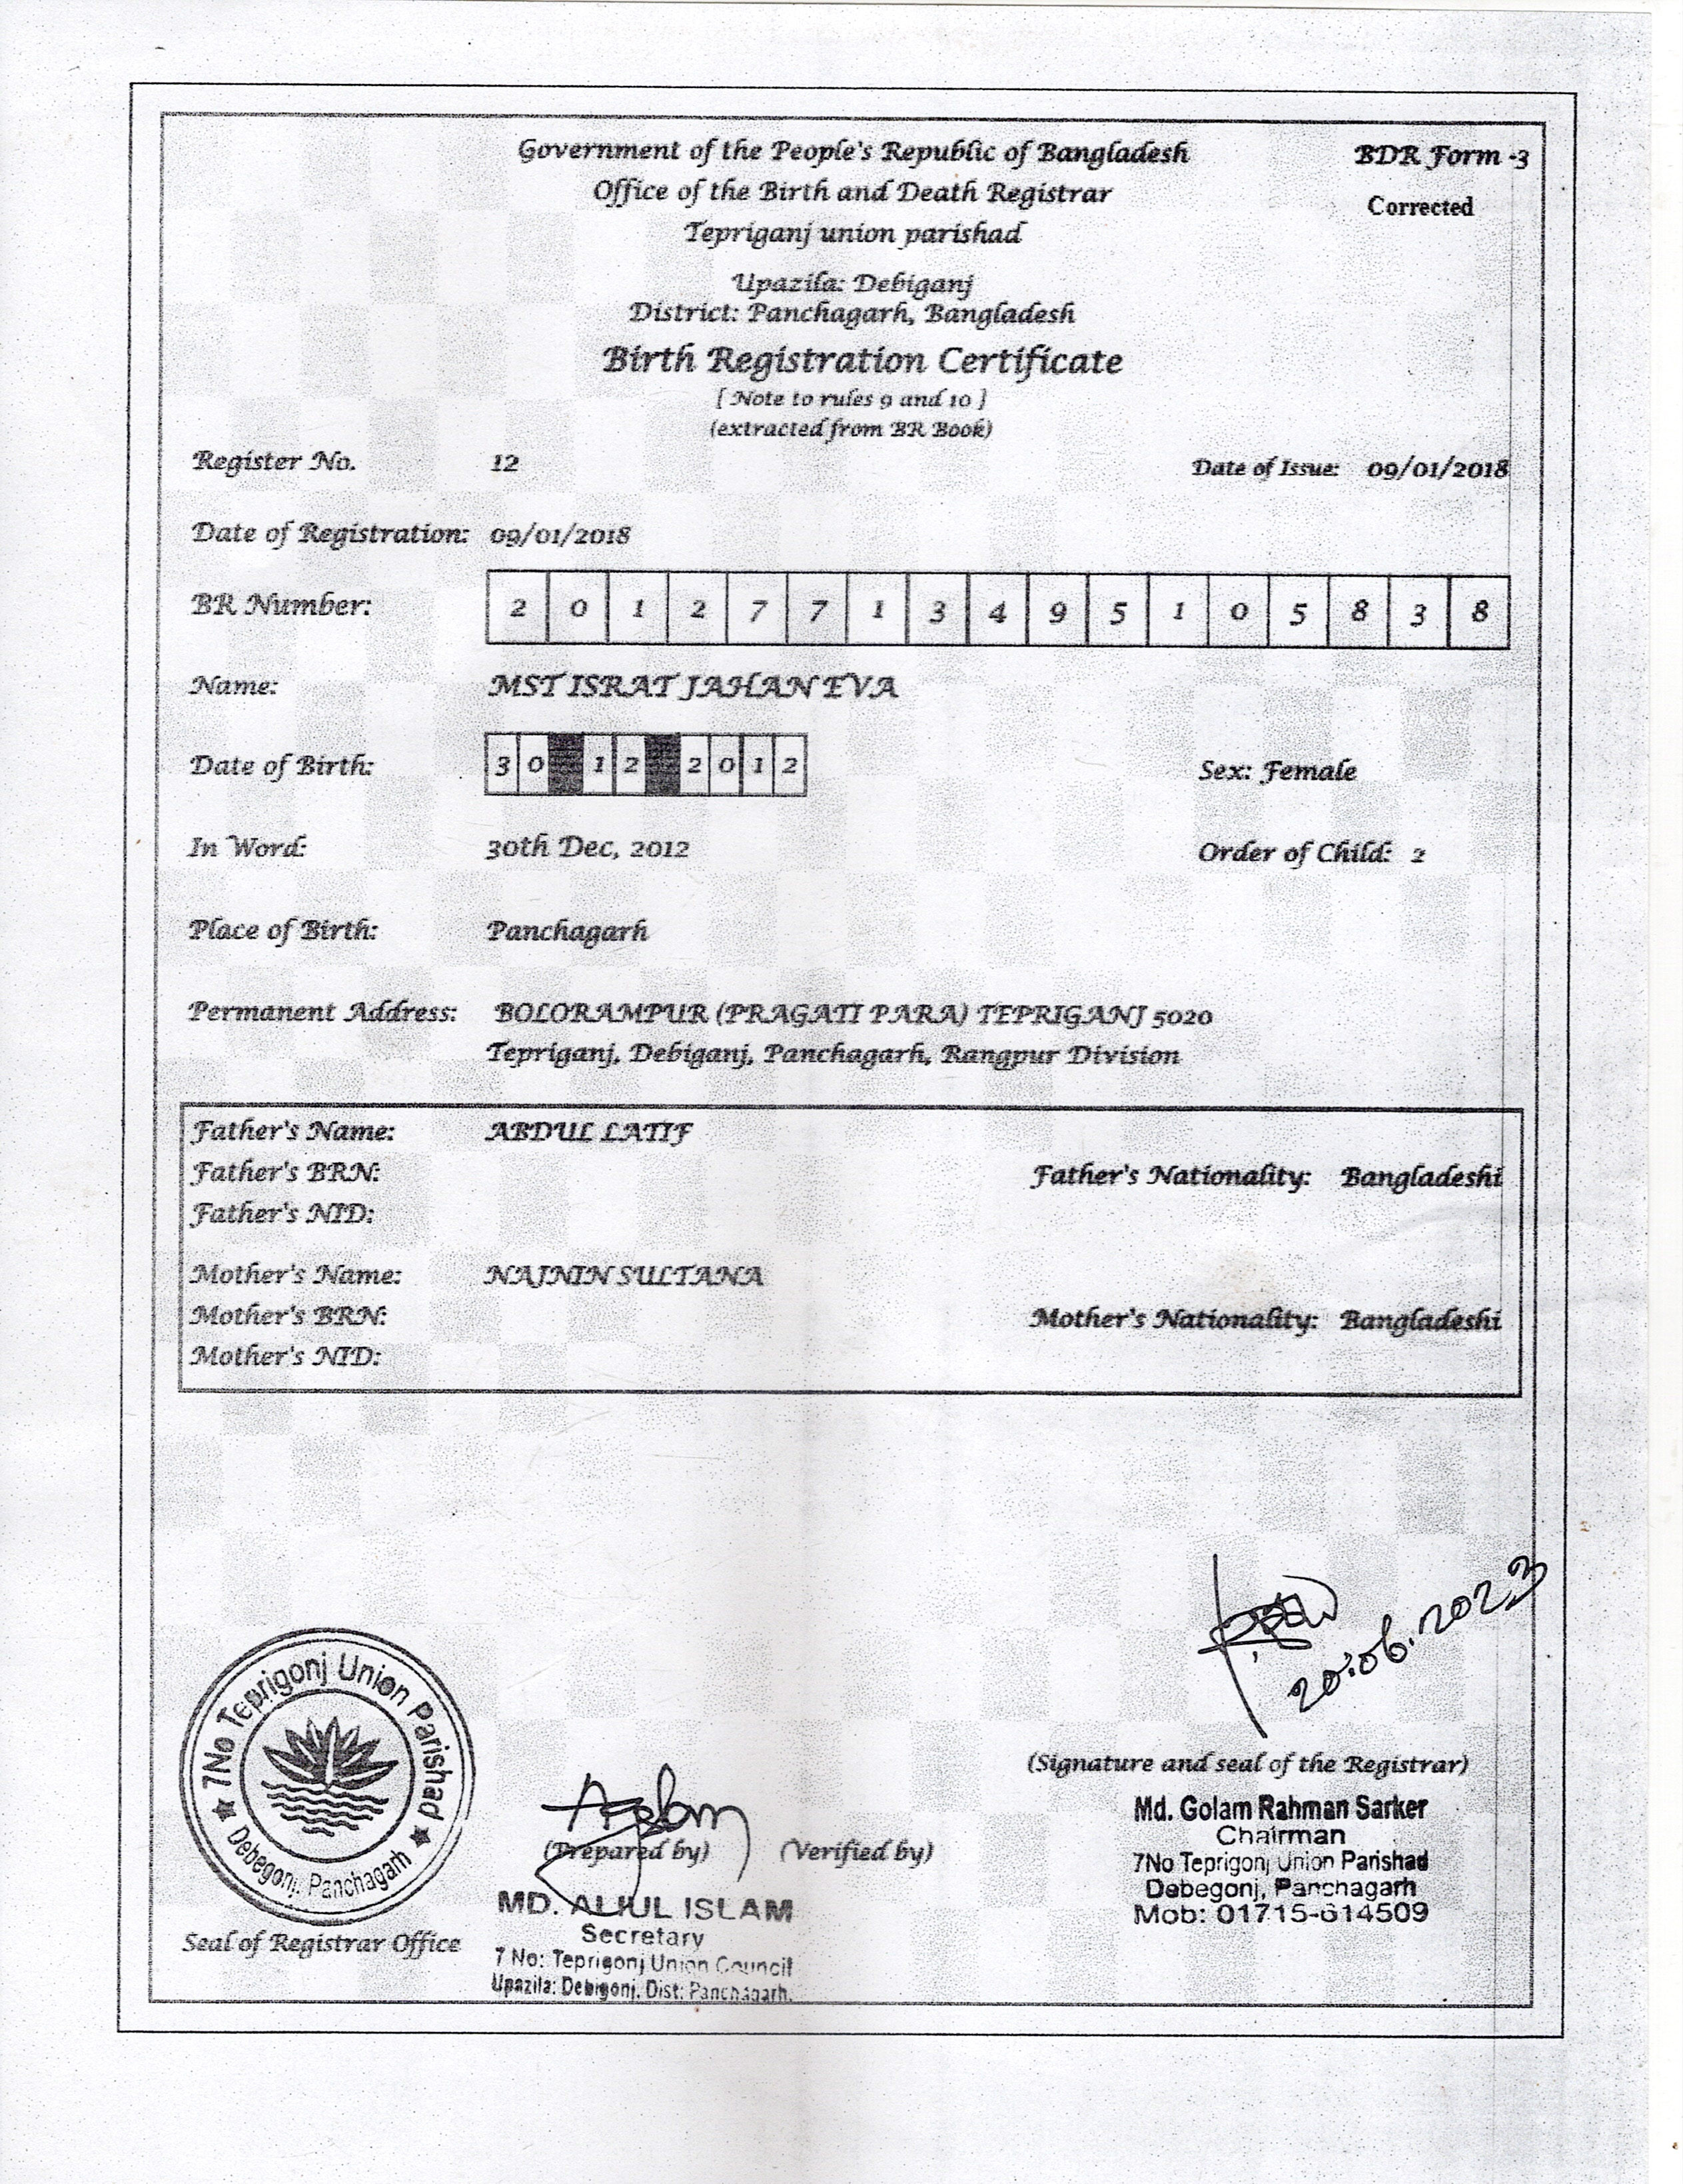 Government of the People's Republic of Bangladesh
BDR Form -3
Office of the Birth and Death Registrar
Corrected
Tepriganj union parishad
Upazila: Debiganj
District: Panchagarh, Bangladesh
Birth Registration Certificate
[ Note to rules 9 and 10 ]
(extracted from BR Book)
Register No. 12 Date of Issue: 09/01/2018
Date of Registration: 09/01/2018
BR Number: 2 0 1 2 7 7 1 3 4 9 5 1 0 5 8 3 8
Name: MST ISRAT JAHAN EVA
Date of Birth: 3 0 1 2 2 0 1 2 Sex: Female
In Word: 30th Dec, 2012 Order of Child: 2
Place of Birth: Panchagarh
Permanent Address: BOLORAMPUR (PRAGATI PARA) TEPRIGANJ 5020
Tepriganj, Debiganj, Panchagarh, Rangpur Division
Father's Name: ABDUL LATIF
Father's BRN: Father's Nationality: Bangladeshi
Father's NID:
Mother's Name: NAJNIN SULTANA
Mother's BRN: Mother's Nationality: Bangladeshi
Mother's NID:
20.06.2023
7No Teprigonj Union Parishad
Debegonj, Panchagarh
Seal of Registrar Office
(Prepared by) (Verified by)
MD. ALIUL ISLAM
Secretary
7 No: Teprigonj Union Council
Upazila: Debigonj, Dist: Panchagarh.
(Signature and seal of the Registrar)
Md. Golam Rahman Sarker
Chairman
7No Teprigonj Union Parishad
Debegonj, Panchagarh
Mob: 01715-614509